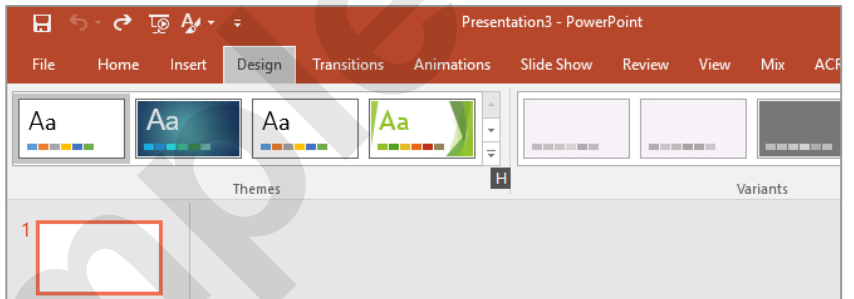 Presentation3 - PowerPoint
File Home Insert Design Transitions Animations Slide Show Review View Mix ACR
Aa Aa Aa Aa
H
Themes Variants
1